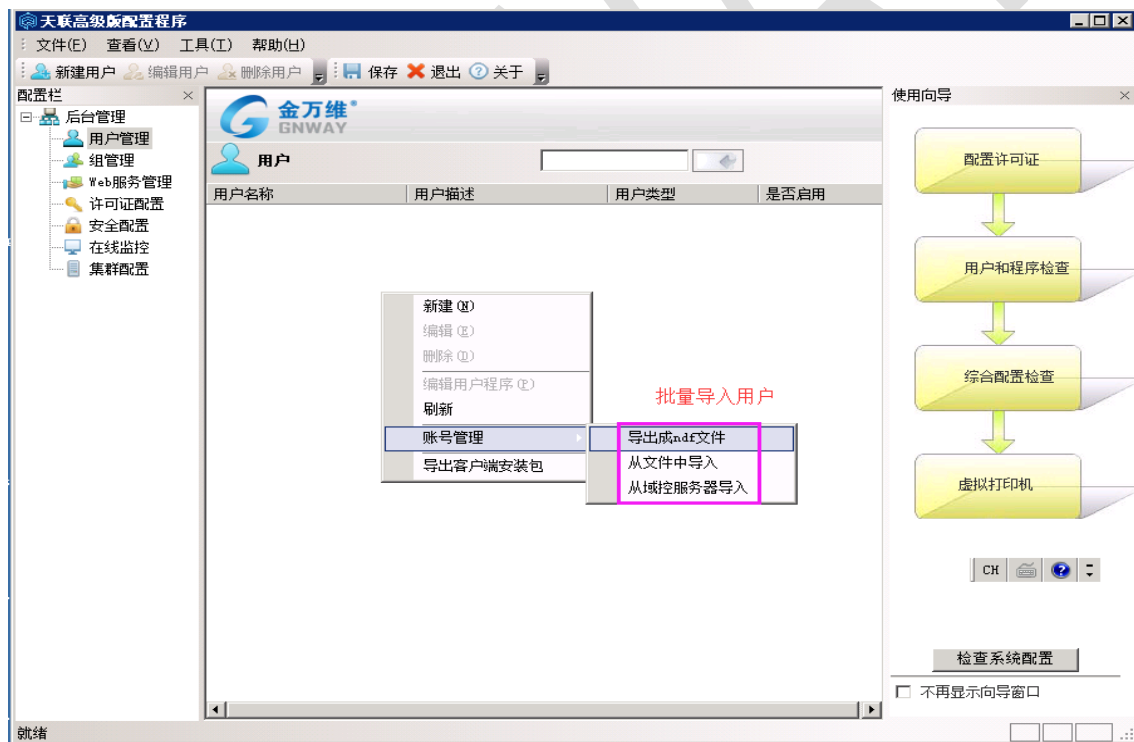 天联高级版配置程序
文件(E) 查看(V) 工具(T) 帮助(H)
新建用户 编辑用户 删除用户 保存 退出 关于
配置栏
后台管理
用户管理
组管理
Web服务管理
许可证配置
安全配置
在线监控
集群配置
金万维®
GNWAY
用户
用户名称 用户描述 用户类型 是否启用
新建(N)
编辑(E)
删除(D)
编辑用户程序(P)
刷新
账号管理
导出客户端安装包
批量导入用户
导出成ndf文件
从文件中导入
从域控服务器导入
使用向导
配置许可证
用户和程序检查
综合配置检查
虚拟打印机
CH
检查系统配置
不再显示向导窗口
就绪